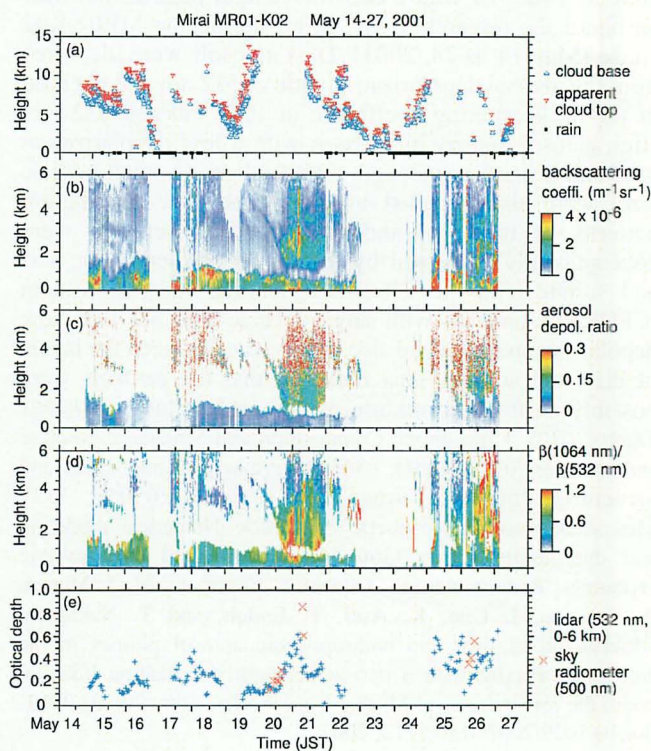 Mirai MR01-K02 May 14-27, 2001
(a)
Height (km)
15
10
5
0
cloud base
apparent
cloud top
rain
(b)
Height (km)
6
4
2
0
backscattering
coeffi. (m⁻¹sr⁻¹)
4 x 10⁻⁶
2
0
(c)
Height (km)
6
4
2
0
aerosol
depol. ratio
0.3
0.15
0
(d)
Height (km)
6
4
2
0
β(1064 nm)/
β(532 nm)
1.2
0.6
0
(e)
Optical depth
1.0
0.8
0.6
0.4
0.2
0
lidar (532 nm,
0-6 km)
sky
radiometer
(500 nm)
May 14 15 16 17 18 19 20 21 22 23 24 25 26 27
Time (JST)